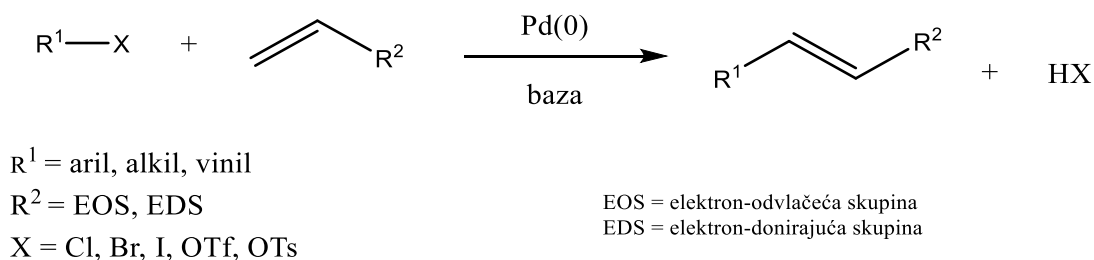 R¹—X + R² Pd(0) baza R¹ R² + HX
R¹ = aril, alkil, vinil
R² = EOS, EDS
X = Cl, Br, I, OTf, OTs
EOS = elektron-odvlačeća skupina
EDS = elektron-donirajuća skupina